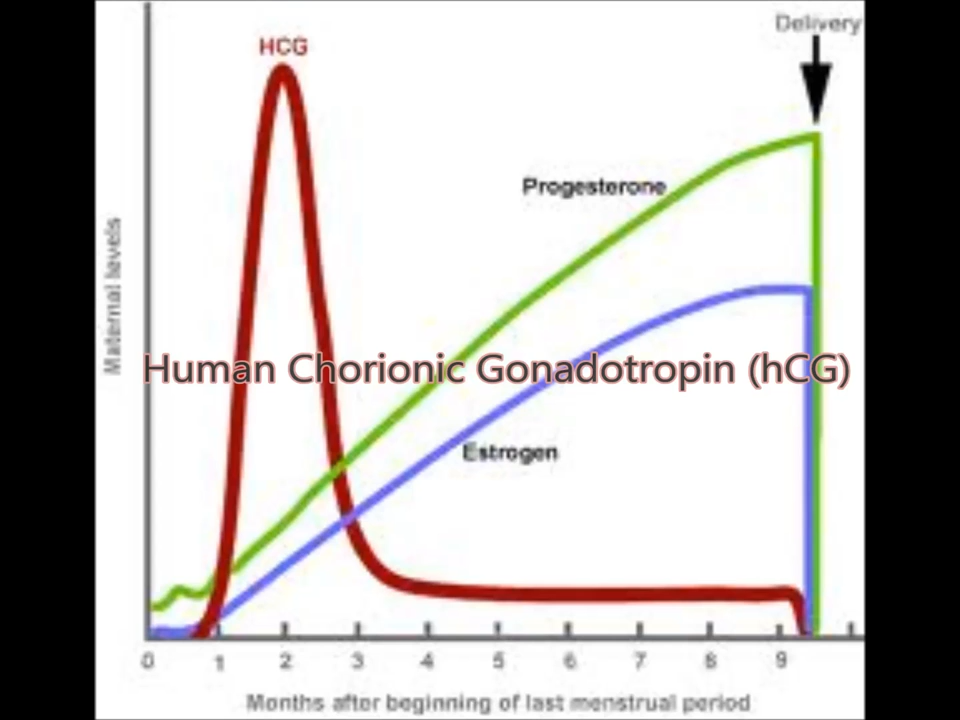 Delivery
HCG
Progesterone
Maternal levels
Human Chorionic Gonadotropin (hCG)
Estrogen
0 1 2 3 4 5 6 7 8 9
Months after beginning of last menstrual period